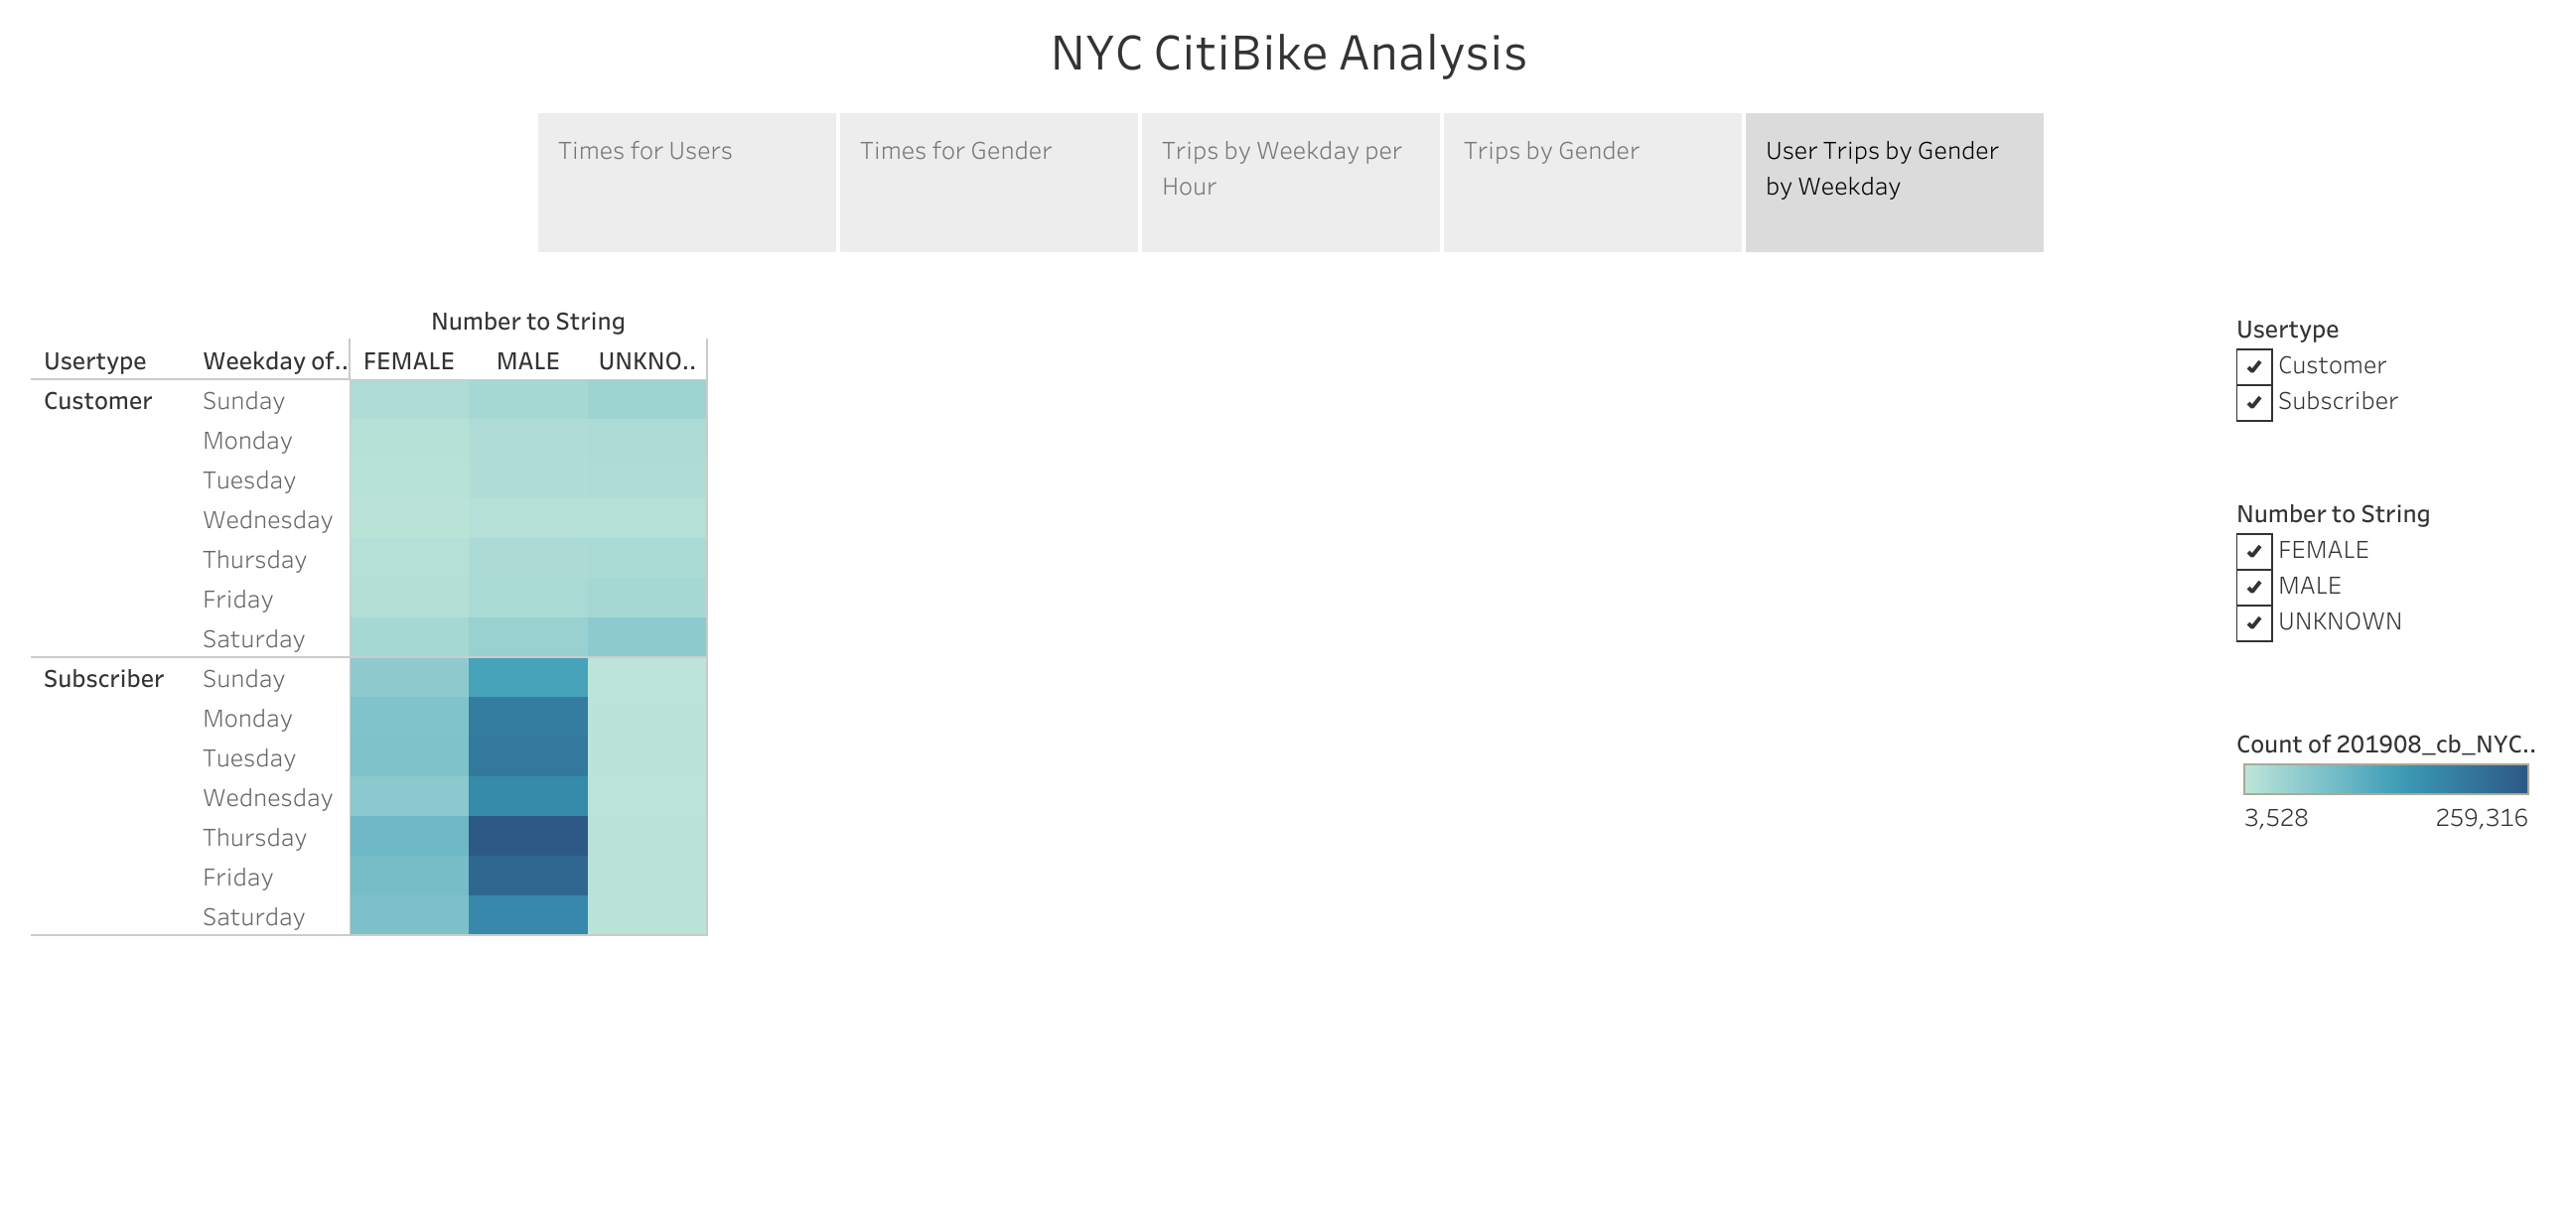 NYC CitiBike Analysis
Times for Users
Times for Gender
Trips by Weekday per
Hour
Trips by Gender
User Trips by Gender
by Weekday
Number to String
Usertype Weekday of.. FEMALE MALE UNKNO..
Customer Sunday
Monday
Tuesday
Wednesday
Thursday
Friday
Saturday
Subscriber Sunday
Monday
Tuesday
Wednesday
Thursday
Friday
Saturday
Usertype
Customer
Subscriber
Number to String
FEMALE
MALE
UNKNOWN
Count of 201908_cb_NYC..
3,528 259,316